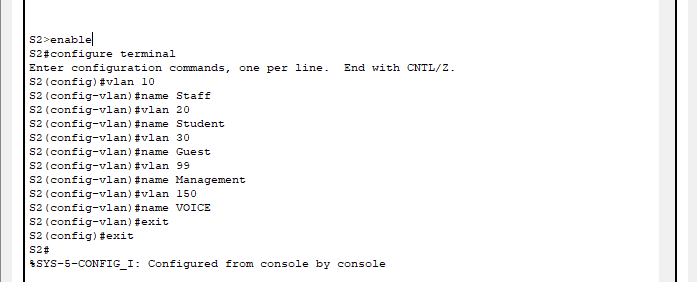 S2>enable
S2#configure terminal
Enter configuration commands, one per line.  End with CNTL/Z.
S2(config)#vlan 10
S2(config-vlan)#name Staff
S2(config-vlan)#vlan 20
S2(config-vlan)#name Student
S2(config-vlan)#vlan 30
S2(config-vlan)#name Guest
S2(config-vlan)#vlan 99
S2(config-vlan)#name Management
S2(config-vlan)#vlan 150
S2(config-vlan)#name VOICE
S2(config-vlan)#exit
S2(config)#exit
S2#
%SYS-5-CONFIG_I: Configured from console by console